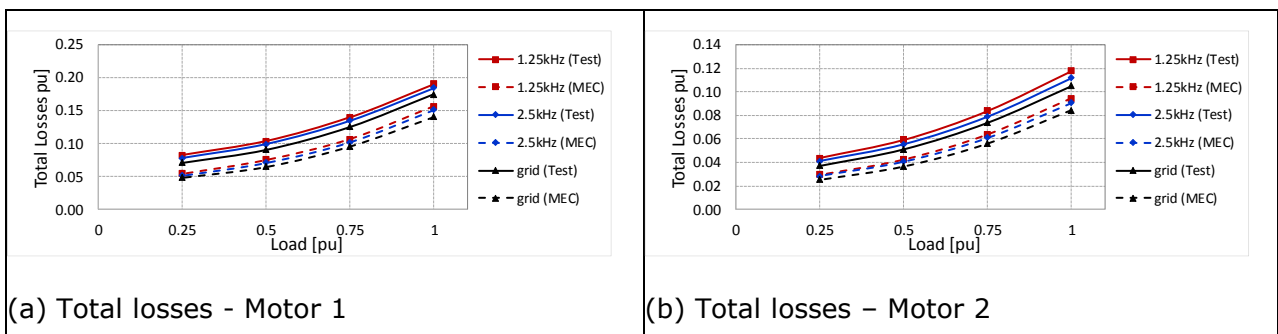 0.25
0.20
0.15
0.10
0.05
0.00
Total Losses pu]
0 0.25 0.5 0.75 1
Load [pu]
1.25kHz (Test)
1.25kHz (MEC)
2.5kHz (Test)
2.5kHz (MEC)
grid (Test)
grid (MEC)
(a) Total losses - Motor 1
0.14
0.12
0.10
0.08
0.06
0.04
0.02
0.00
Total Losses pu]
0 0.25 0.5 0.75 1
Load [pu]
1.25kHz (Test)
1.25kHz (MEC)
2.5kHz (Test)
2.5kHz (MEC)
grid (Test)
grid (MEC)
(b) Total losses – Motor 2